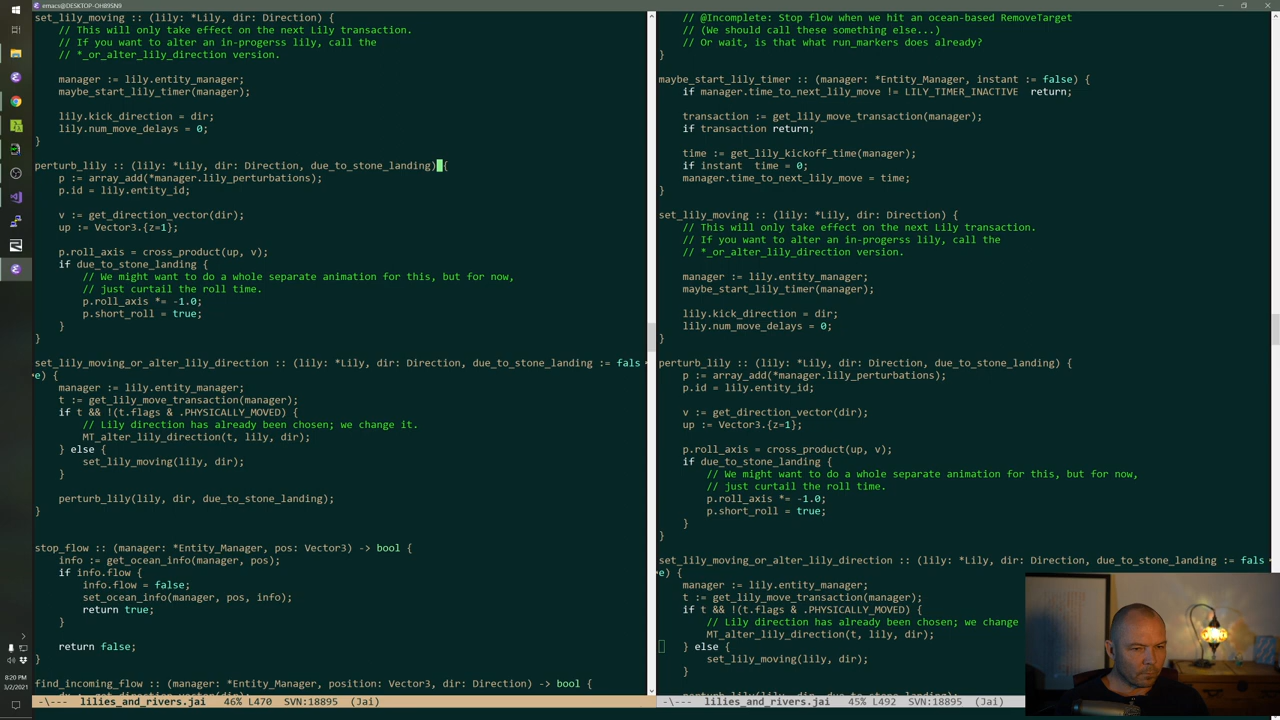 emacs@DESKTOP-OH89SN9
set_lily_moving :: (lily: *Lily, dir: Direction) {
// This will only take effect on the next Lily transaction.
// If you want to alter an in-progerss lily, call the
// *_or_alter_lily_direction version.
manager := lily.entity_manager;
maybe_start_lily_timer(manager);
lily.kick_direction = dir;
lily.num_move_delays = 0;
}
perturb_lily :: (lily: *Lily, dir: Direction, due_to_stone_landing) {
p := array_add(*manager.lily_perturbations);
p.id = lily.entity_id;
v := get_direction_vector(dir);
up := Vector3.{z=1};
p.roll_axis = cross_product(up, v);
if due_to_stone_landing {
// We might want to do a whole separate animation for this, but for now,
// just curtail the roll time.
p.roll_axis *= -1.0;
p.short_roll = true;
}
}
set_lily_moving_or_alter_lily_direction :: (lily: *Lily, dir: Direction, due_to_stone_landing := fals
e) {
manager := lily.entity_manager;
t := get_lily_move_transaction(manager);
if t && !(t.flags & .PHYSICALLY_MOVED) {
// Lily direction has already been chosen; we change it.
MT_alter_lily_direction(t, lily, dir);
} else {
set_lily_moving(lily, dir);
}
perturb_lily(lily, dir, due_to_stone_landing);
}
stop_flow :: (manager: *Entity_Manager, pos: Vector3) -> bool {
info := get_ocean_info(manager, pos);
if info.flow {
info.flow = false;
set_ocean_info(manager, pos, info);
return true;
}
return false;
}
find_incoming_flow :: (manager: *Entity_Manager, position: Vector3, dir: Direction) -> bool {
-\--- lilies_and_rivers.jai 46% L470 SVN:18895 (Jai)
// @Incomplete: Stop flow when we hit an ocean-based RemoveTarget
// (We should call these something else...)
// Or wait, is that what run_markers does already?
}
maybe_start_lily_timer :: (manager: *Entity_Manager, instant := false) {
if manager.time_to_next_lily_move != LILY_TIMER_INACTIVE return;
transaction := get_lily_move_transaction(manager);
if transaction return;
time := get_lily_kickoff_time(manager);
if instant time = 0;
manager.time_to_next_lily_move = time;
}
set_lily_moving :: (lily: *Lily, dir: Direction) {
// This will only take effect on the next Lily transaction.
// If you want to alter an in-progerss lily, call the
// *_or_alter_lily_direction version.
manager := lily.entity_manager;
maybe_start_lily_timer(manager);
lily.kick_direction = dir;
lily.num_move_delays = 0;
}
perturb_lily :: (lily: *Lily, dir: Direction, due_to_stone_landing) {
p := array_add(*manager.lily_perturbations);
p.id = lily.entity_id;
v := get_direction_vector(dir);
up := Vector3.{z=1};
p.roll_axis = cross_product(up, v);
if due_to_stone_landing {
// We might want to do a whole separate animation for this, but for now,
// just curtail the roll time.
p.roll_axis *= -1.0;
p.short_roll = true;
}
}
set_lily_moving_or_alter_lily_direction :: (lily: *Lily, dir: Direction, due_to_stone_landing := fals
e) {
manager := lily.entity_manager;
t := get_lily_move_transaction(manager);
if t && !(t.flags & .PHYSICALLY_MOVED) {
// Lily direction has already been chosen; we change
MT_alter_lily_direction(t, lily, dir);
} else {
set_lily_moving(lily, dir);
}
-\--- lilies_and_rivers.jai 45% L492 SVN:18895 (Jai)
8:20 PM
5/2/2021